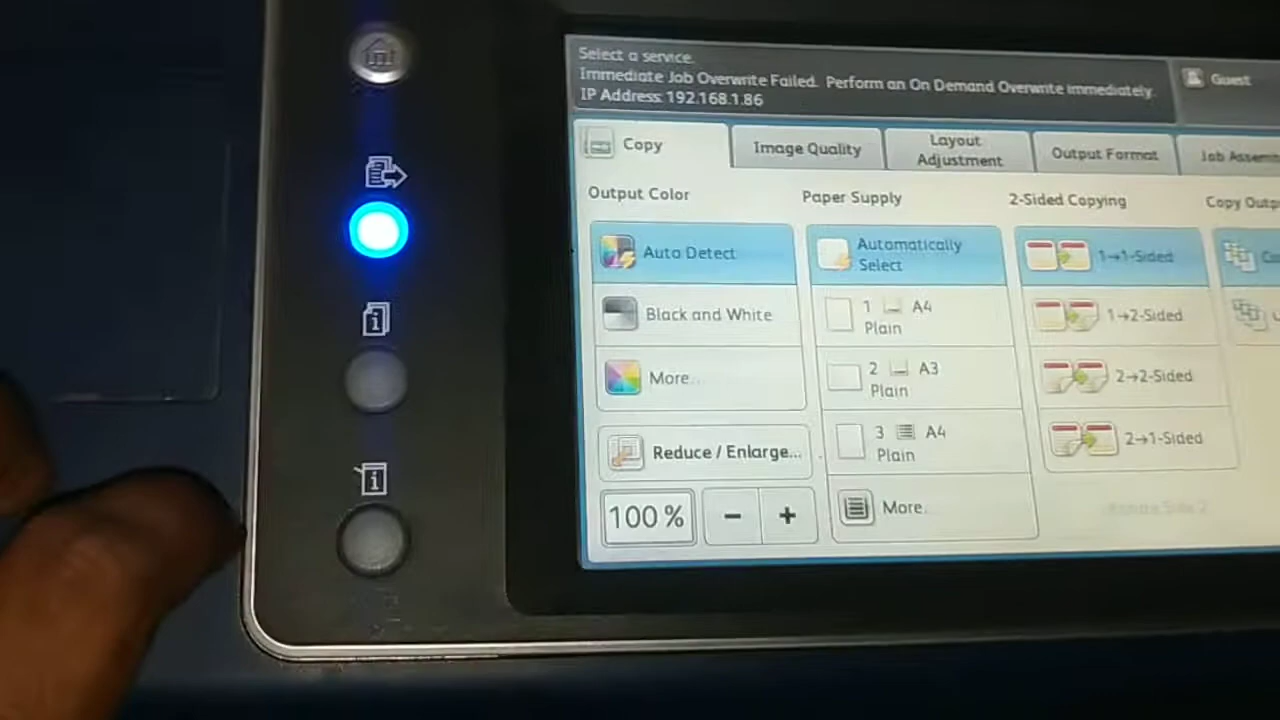 Select a service.
Immediate Job Overwrite Failed. Perform an On Demand Overwrite immediately.
IP Address: 192.168.1.86
Guest
Copy
Image Quality
Layout
Adjustment
Output Format
Job
Output Color
Paper Supply
2-Sided Copying
Copy
Auto Detect
Automatically
Select
1→1-Sided
Black and White
1 A4
Plain
1→2-Sided
More...
2 A3
Plain
2→2-Sided
Reduce / Enlarge...
3 A4
Plain
2→1-Sided
100 %
−
+
More...